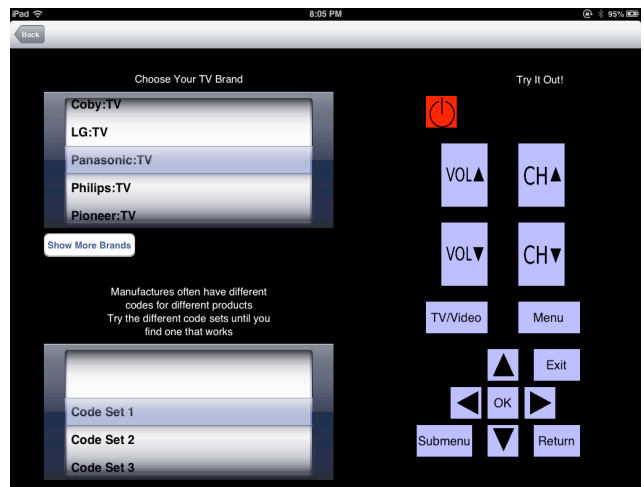 iPad 8:05 PM 95%
Back
Choose Your TV Brand
Coby:TV
LG:TV
Panasonic:TV
Philips:TV
Pioneer:TV
Show More Brands
Manufactures often have different
codes for different products
Try the different code sets until you
find one that works
Code Set 1
Code Set 2
Code Set 3
Try It Out!
VOL▲ CH▲
VOL▼ CH▼
TV/Video Menu
Exit
OK
Submenu Return